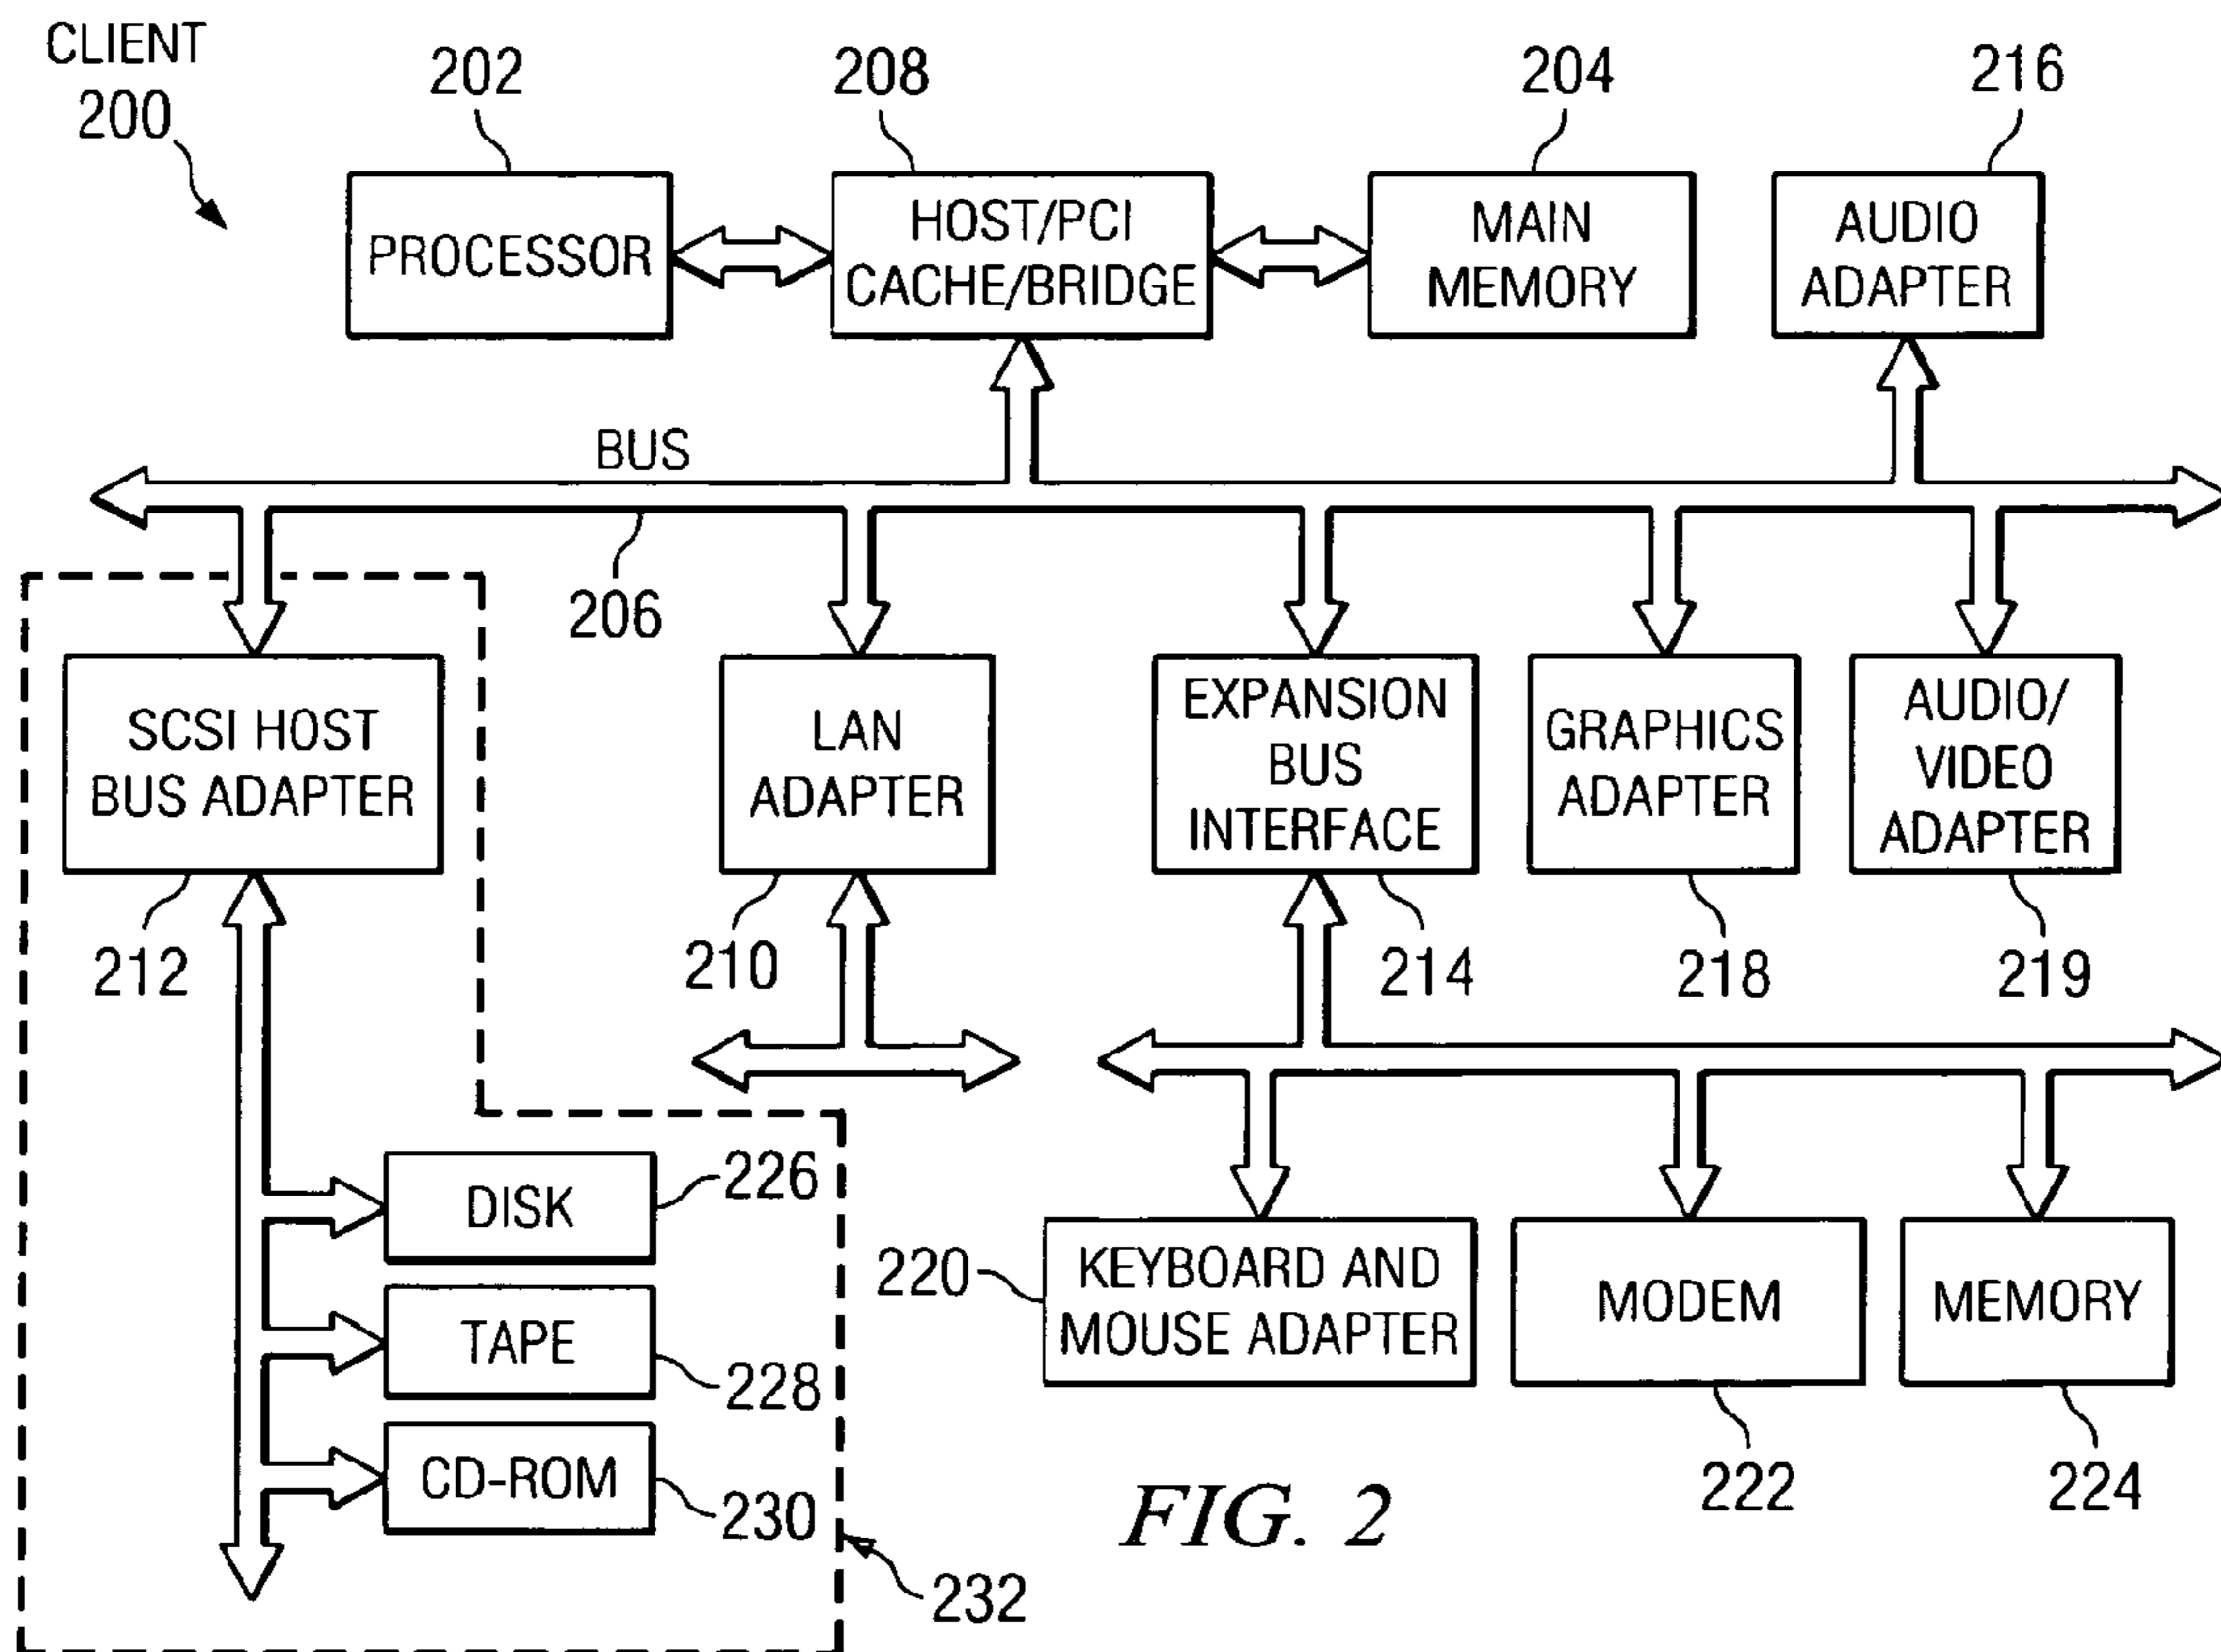 CLIENT
200
202
208
204
216
PROCESSOR
HOST/PCI
CACHE/BRIDGE
MAIN
MEMORY
AUDIO
ADAPTER
BUS
206
SCSI HOST
BUS ADAPTER
LAN
ADAPTER
EXPANSION
BUS
INTERFACE
GRAPHICS
ADAPTER
AUDIO/
VIDEO
ADAPTER
212
210
214
218
219
DISK
226
TAPE
228
CD-ROM
230
232
220
KEYBOARD AND
MOUSE ADAPTER
MODEM
MEMORY
222
224
FIG. 2